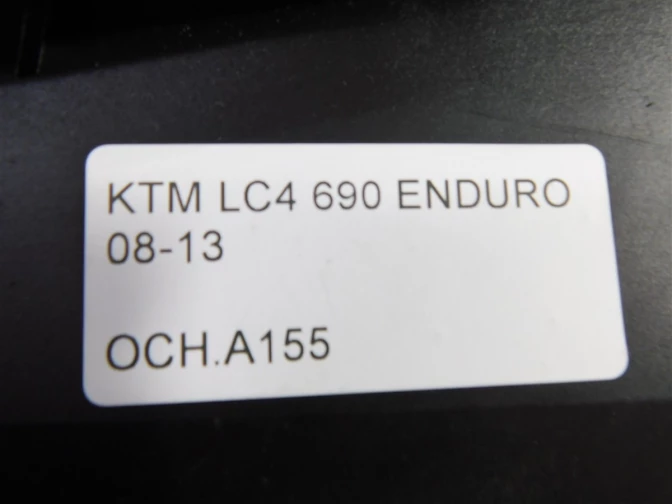 KTM LC4 690 ENDURO
08-13
OCH.A155